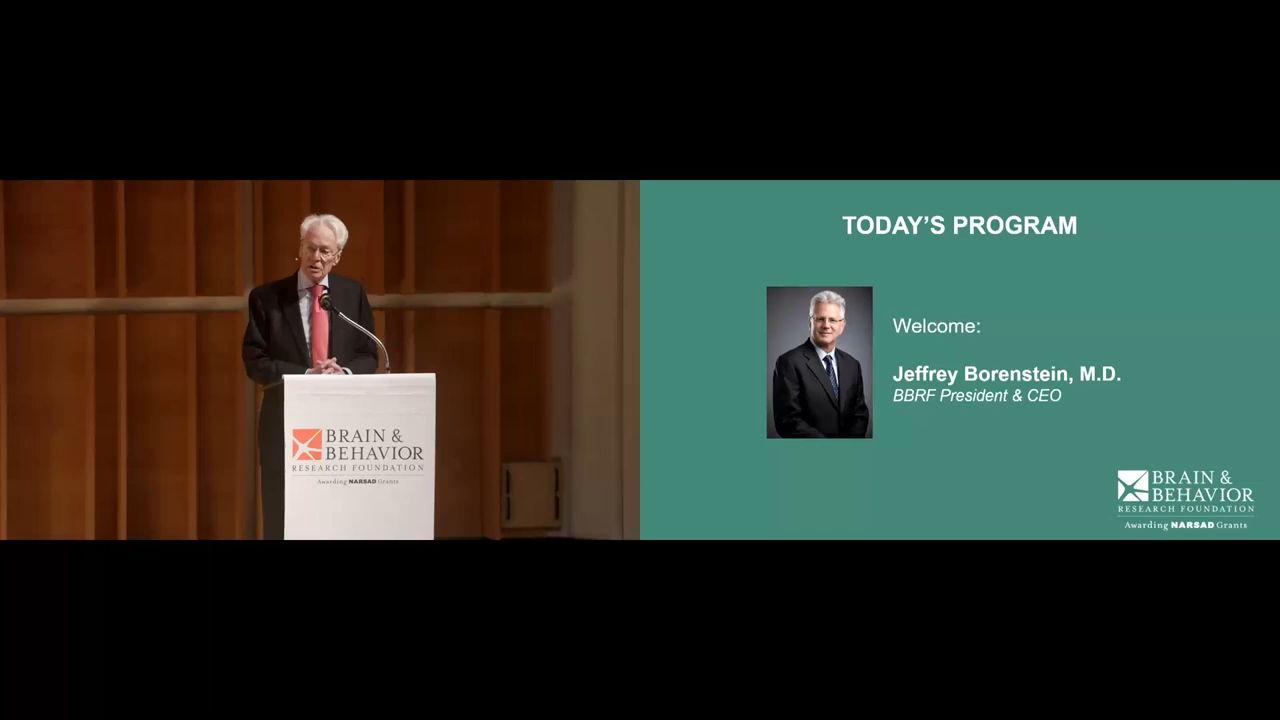 BRAIN &
BEHAVIOR
RESEARCH FOUNDATION
Awarding NARSAD Grants
TODAY'S PROGRAM
Welcome:
Jeffrey Borenstein, M.D.
BBRF President & CEO
BRAIN &
BEHAVIOR
RESEARCH FOUNDATION
Awarding NARSAD Grants